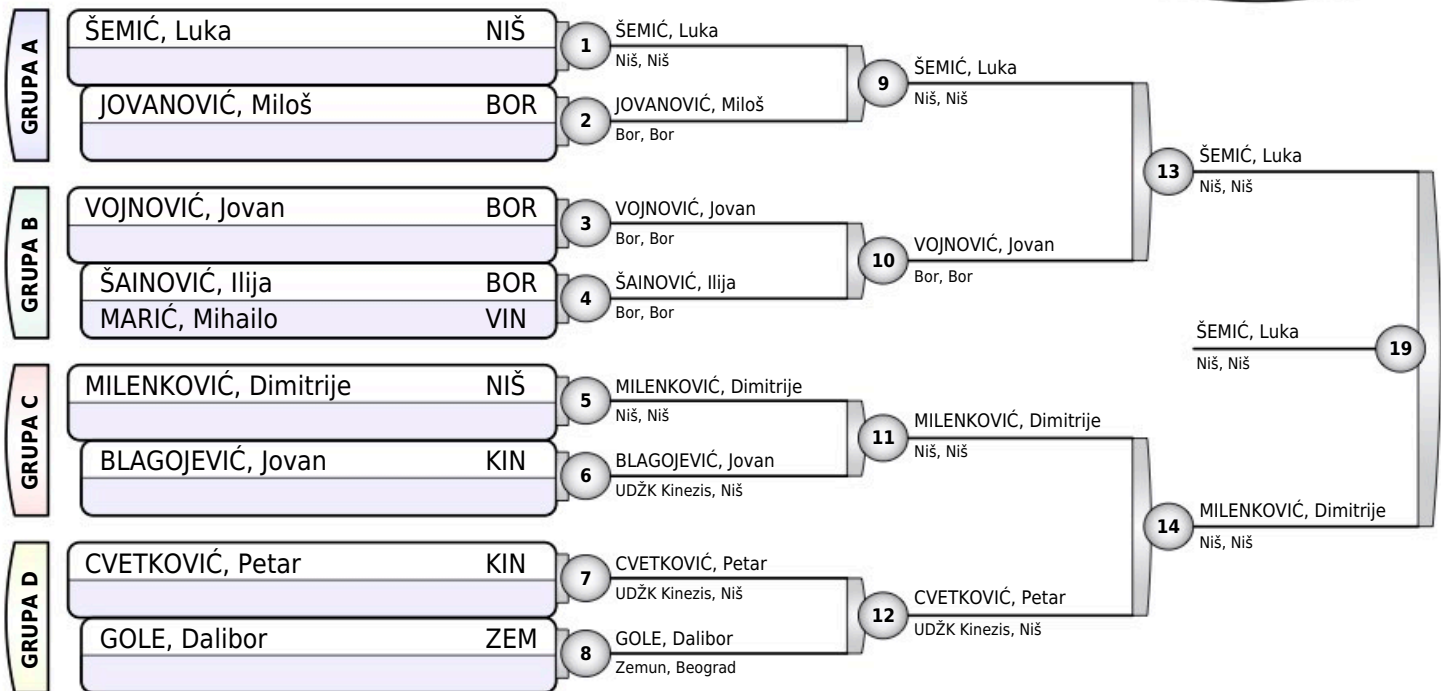 GRUPA A
ŠEMIĆ, Luka NIŠ
JOVANOVIĆ, Miloš BOR
GRUPA B
VOJNOVIĆ, Jovan BOR
ŠAINOVIĆ, Ilija BOR
MARIĆ, Mihailo VIN
GRUPA C
MILENKOVIĆ, Dimitrije NIŠ
BLAGOJEVIĆ, Jovan KIN
GRUPA D
CVETKOVIĆ, Petar KIN
GOLE, Dalibor ZEM
1
ŠEMIĆ, Luka
Niš, Niš
2
JOVANOVIĆ, Miloš
Bor, Bor
3
VOJNOVIĆ, Jovan
Bor, Bor
4
ŠAINOVIĆ, Ilija
Bor, Bor
5
MILENKOVIĆ, Dimitrije
Niš, Niš
6
BLAGOJEVIĆ, Jovan
UDŽK Kinezis, Niš
7
CVETKOVIĆ, Petar
UDŽK Kinezis, Niš
8
GOLE, Dalibor
Zemun, Beograd
9
ŠEMIĆ, Luka
Niš, Niš
10
VOJNOVIĆ, Jovan
Bor, Bor
11
MILENKOVIĆ, Dimitrije
Niš, Niš
12
CVETKOVIĆ, Petar
UDŽK Kinezis, Niš
13
ŠEMIĆ, Luka
Niš, Niš
14
MILENKOVIĆ, Dimitrije
Niš, Niš
ŠEMIĆ, Luka
Niš, Niš
19